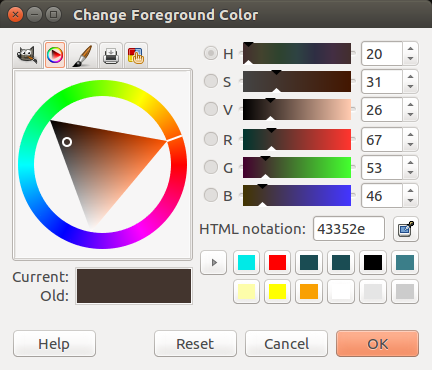 Change Foreground Color
H 20
S 31
V 26
R 67
G 53
B 46
HTML notation: 43352e
Current:
Old:
Help Reset Cancel OK